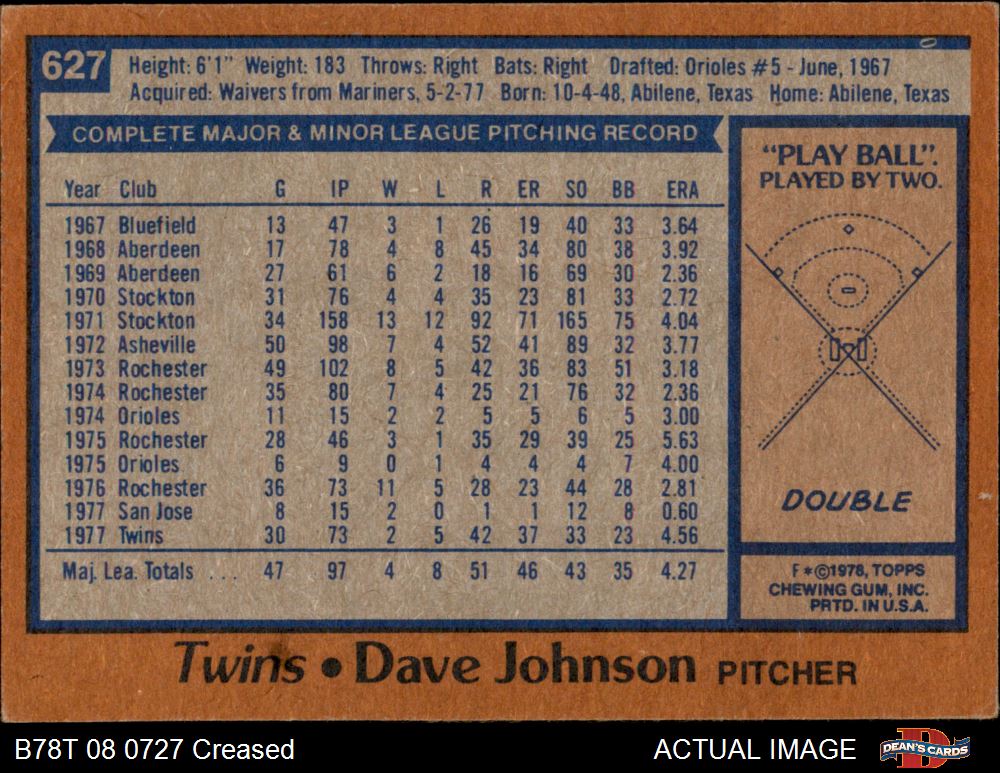 627
Height: 6'1" Weight: 183 Throws: Right Bats: Right Drafted: Orioles #5 - June, 1967
Acquired: Waivers from Mariners, 5-2-77 Born: 10-4-48, Abilene, Texas Home: Abilene, Texas
COMPLETE MAJOR & MINOR LEAGUE PITCHING RECORD
Year Club G IP W L R ER SO BB ERA
1967 Bluefield 13 47 3 1 26 19 40 33 3.64
1968 Aberdeen 17 78 4 8 45 34 80 38 3.92
1969 Aberdeen 27 61 6 2 18 16 69 30 2.36
1970 Stockton 31 76 4 4 35 23 81 33 2.72
1971 Stockton 34 158 13 12 92 71 165 75 4.04
1972 Asheville 50 98 7 4 52 41 89 32 3.77
1973 Rochester 49 102 8 5 42 36 83 51 3.18
1974 Rochester 35 80 7 4 25 21 76 32 2.36
1974 Orioles 11 15 2 2 5 5 6 5 3.00
1975 Rochester 28 46 3 1 35 29 39 25 5.63
1975 Orioles 6 9 0 1 4 4 4 7 4.00
1976 Rochester 36 73 11 5 28 23 44 28 2.81
1977 San Jose 8 15 2 0 1 1 12 8 0.60
1977 Twins 30 73 2 5 42 37 33 23 4.56
Maj. Lea. Totals ... 47 97 4 8 51 46 43 35 4.27
"PLAY BALL".
PLAYED BY TWO.
DOUBLE
F*©1978, TOPPS
CHEWING GUM, INC.
PRTD. IN U.S.A.
Twins • Dave Johnson PITCHER
B78T 08 0727 Creased
ACTUAL IMAGE
DEAN'S CARDS